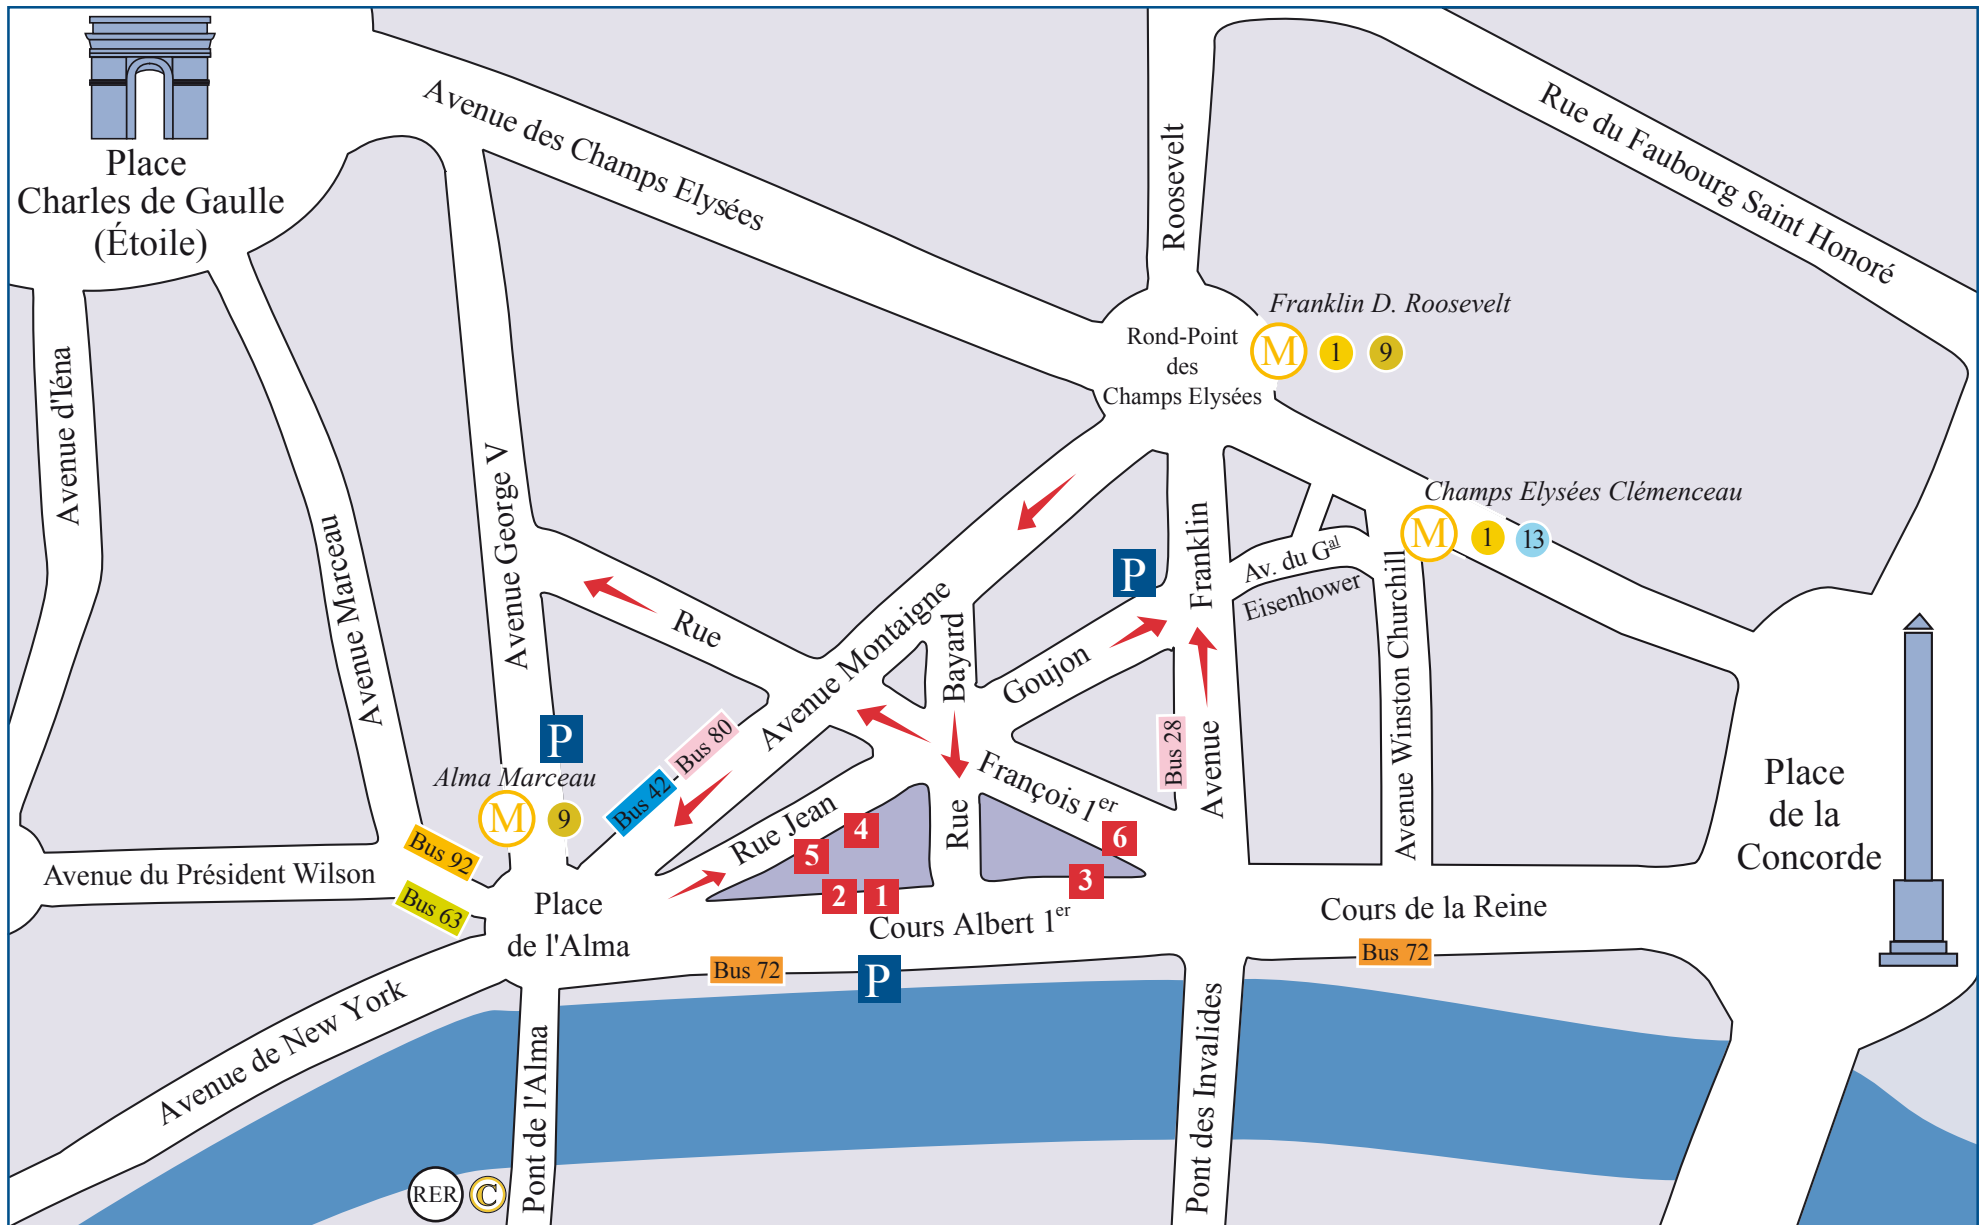 Place
Charles de Gaulle
(Étoile)
Avenue des Champs Elysées
Roosevelt
Rue du Faubourg Saint Honoré
Franklin D. Roosevelt
M 1 9
Rond-Point
des
Champs Elysées
Avenue d'Iéna
Avenue Marceau
Avenue George V
Champs Elysées Clémenceau
M 1 13
P
Franklin
Av. du Gal
Eisenhower
Rue
Avenue Montaigne
Bayard
Goujon
Avenue Winston Churchill
P
Bus 80
Bus 42
Bus 28
Avenue
Alma Marceau
M 9
François 1er
Rue
Rue Jean
4
5
6
2
1
3
Bus 92
Bus 63
Avenue du Président Wilson
Place
de l'Alma
Cours Albert 1er
Cours de la Reine
Place
de la
Concorde
Bus 72
P
Bus 72
Avenue de New York
Pont de l'Alma
Pont des Invalides
RER C